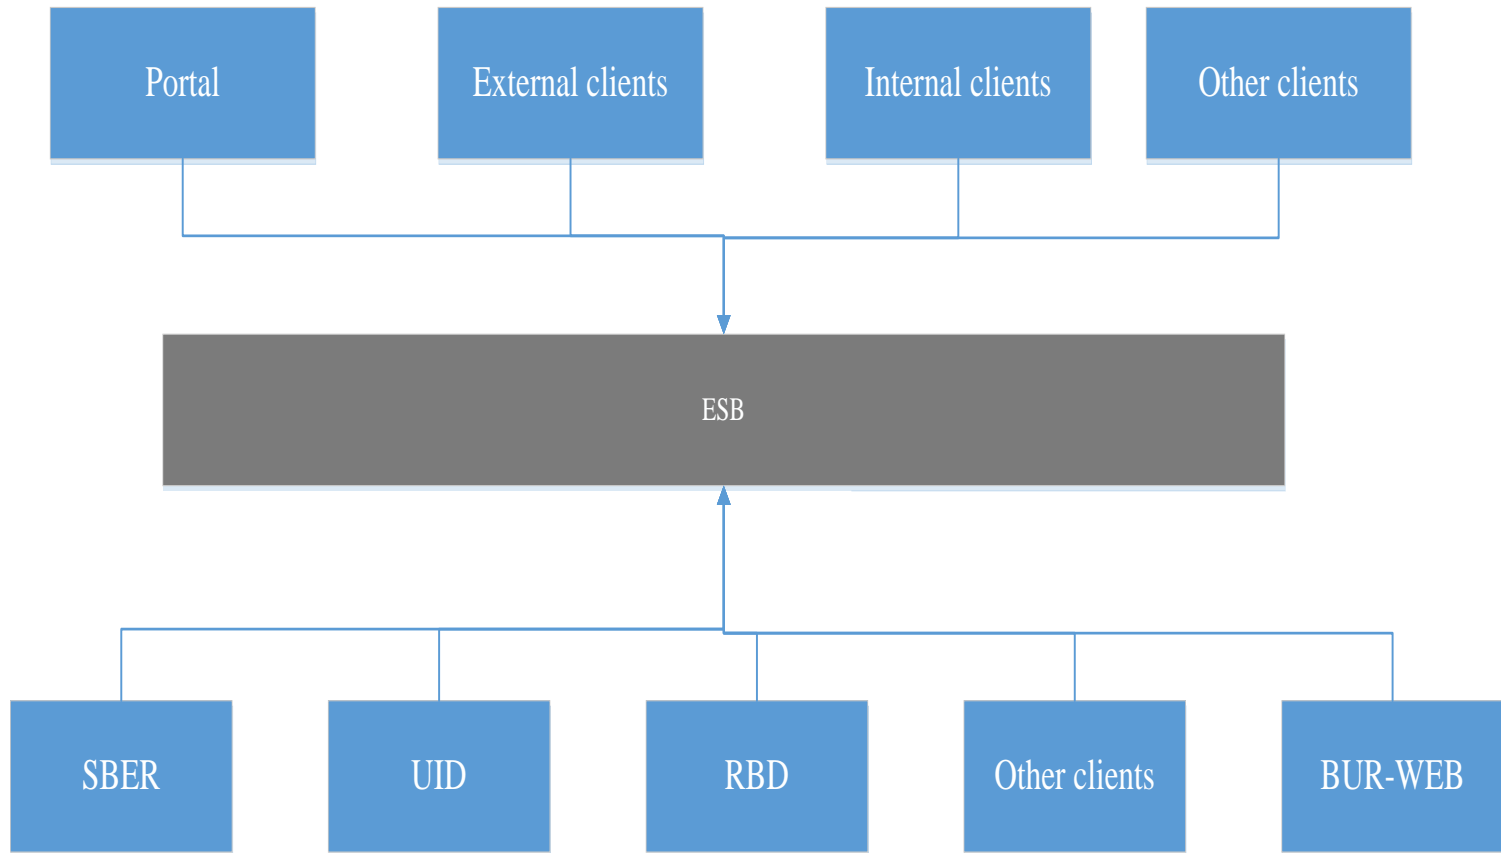 Portal
External clients
Internal clients
Other clients
ESB
SBER
UID
RBD
Other clients
BUR-WEB